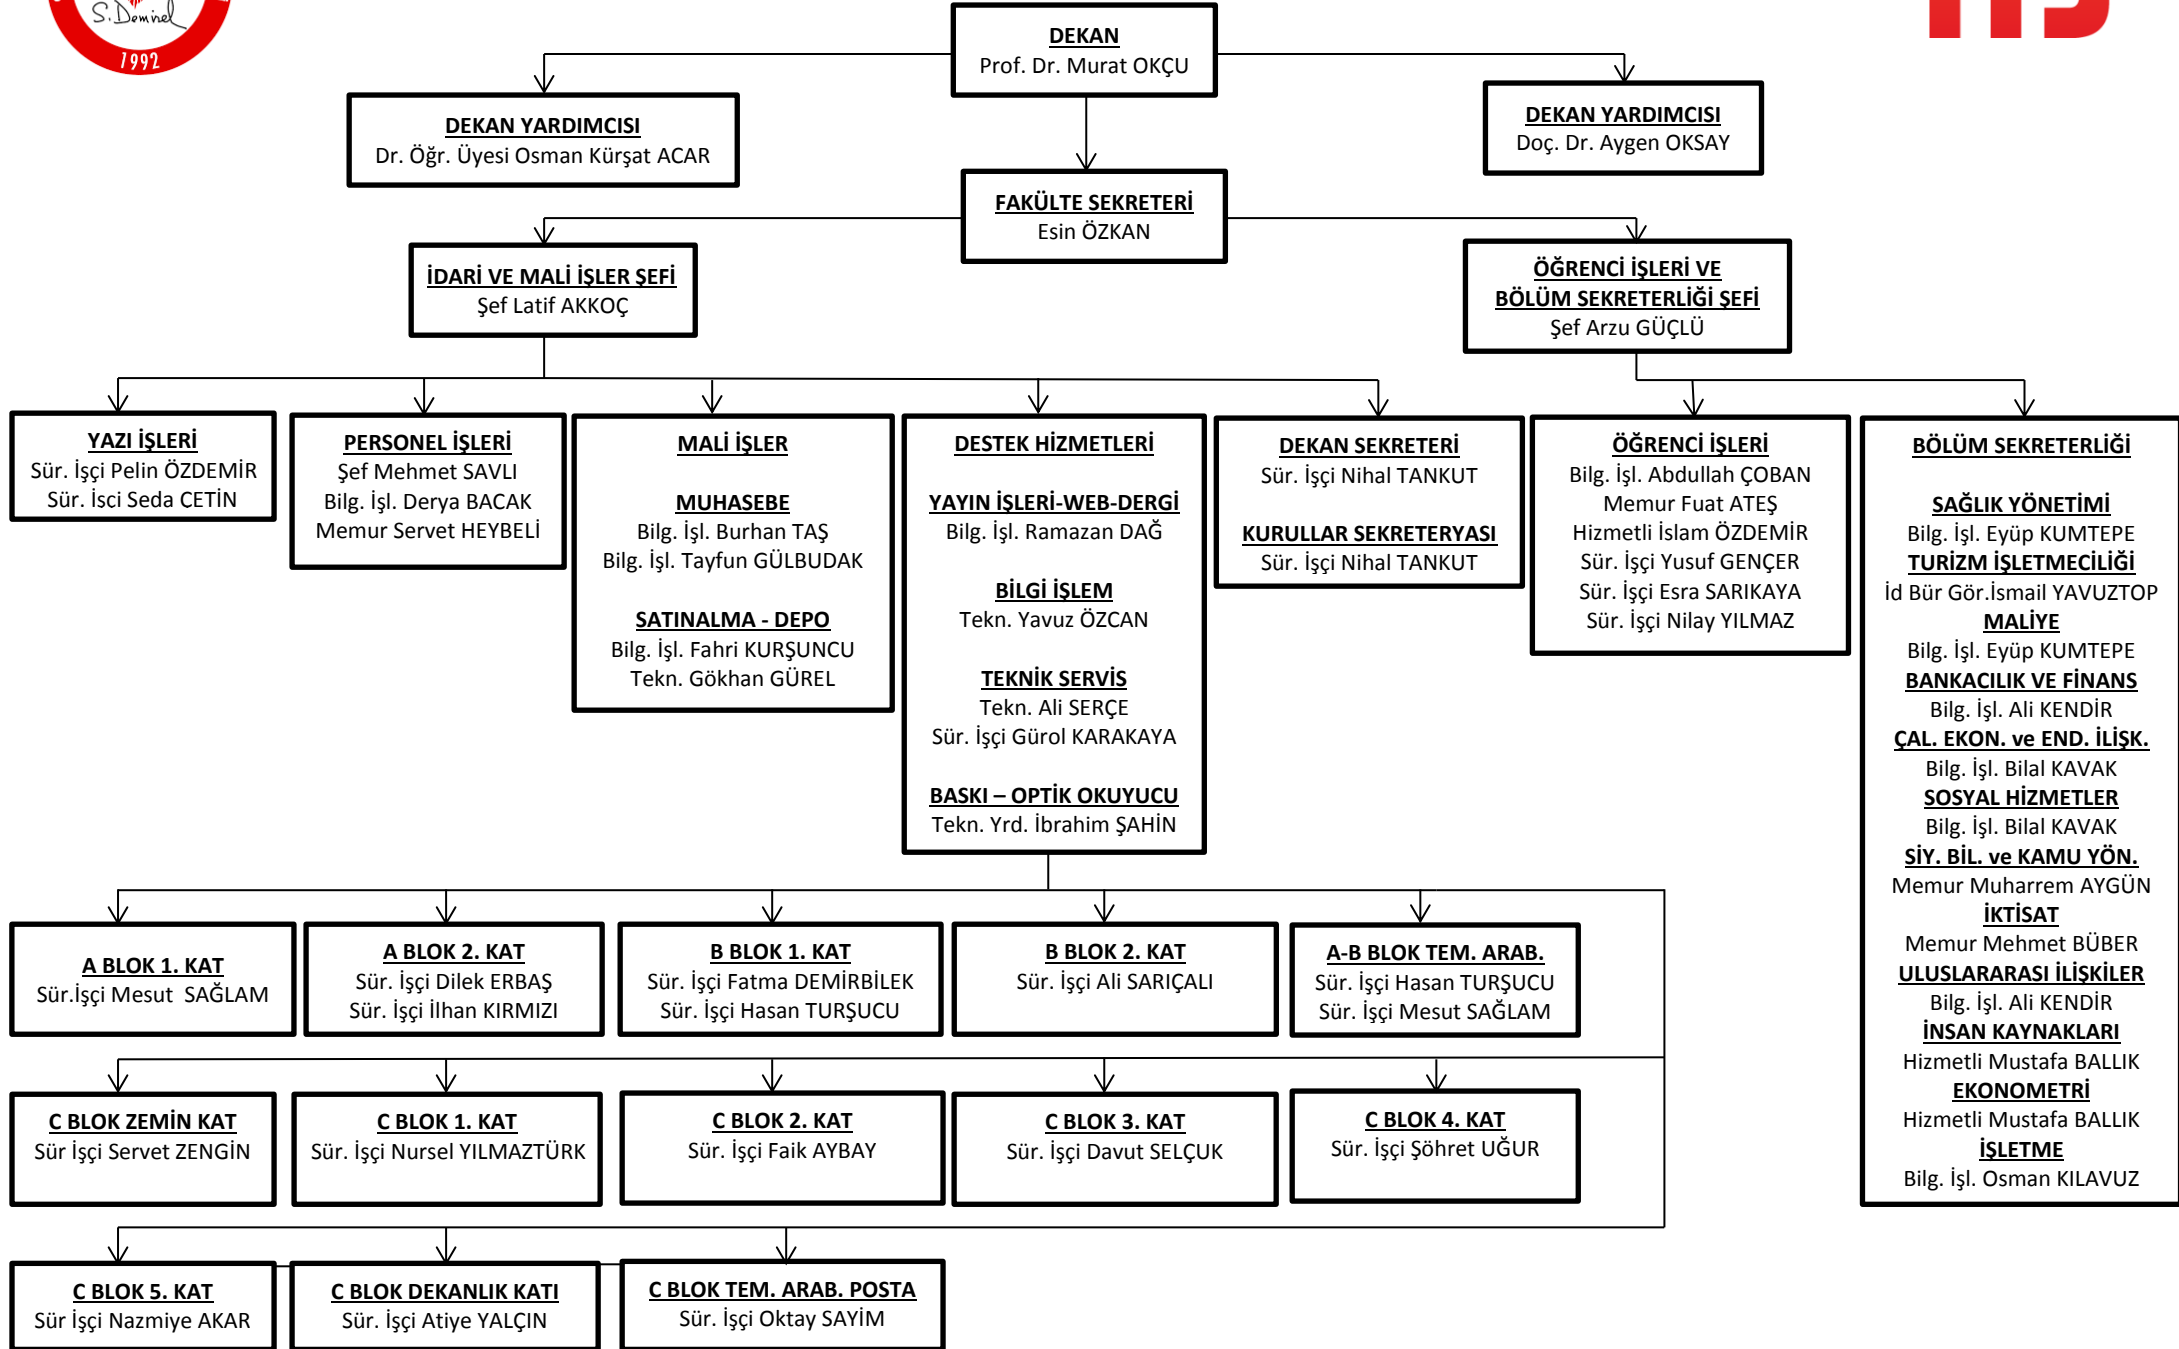 S. Demirel
1992
DEKAN
Prof. Dr. Murat OKÇU
DEKAN YARDIMCISI
Dr. Öğr. Üyesi Osman Kürşat ACAR
DEKAN YARDIMCISI
Doç. Dr. Aygen OKSAY
FAKÜLTE SEKRETERİ
Esin ÖZKAN
İDARİ VE MALİ İŞLER ŞEFİ
Şef Latif AKKOÇ
ÖĞRENCİ İŞLERİ VE
BÖLÜM SEKRETERLİĞİ ŞEFİ
Şef Arzu GÜÇLÜ
YAZI İŞLERİ
Sür. İşçi Pelin ÖZDEMİR
Sür. İsci Seda CETİN
PERSONEL İŞLERİ
Şef Mehmet SAVLI
Bilg. İşl. Derya BACAK
Memur Servet HEYBELİ
MALİ İŞLER
MUHASEBE
Bilg. İşl. Burhan TAŞ
Bilg. İşl. Tayfun GÜLBUDAK
SATINALMA - DEPO
Bilg. İşl. Fahri KURŞUNCU
Tekn. Gökhan GÜREL
DESTEK HİZMETLERİ
YAYIN İŞLERİ-WEB-DERGİ
Bilg. İşl. Ramazan DAĞ
BİLGİ İŞLEM
Tekn. Yavuz ÖZCAN
TEKNİK SERVİS
Tekn. Ali SERÇE
Sür. İşçi Gürol KARAKAYA
BASKI – OPTİK OKUYUCU
Tekn. Yrd. İbrahim ŞAHİN
DEKAN SEKRETERİ
Sür. İşçi Nihal TANKUT
KURULLAR SEKRETERYASI
Sür. İşçi Nihal TANKUT
ÖĞRENCİ İŞLERİ
Bilg. İşl. Abdullah ÇOBAN
Memur Fuat ATEŞ
Hizmetli İslam ÖZDEMİR
Sür. İşçi Yusuf GENÇER
Sür. İşçi Esra SARIKAYA
Sür. İşçi Nilay YILMAZ
BÖLÜM SEKRETERLİĞİ
SAĞLIK YÖNETİMİ
Bilg. İşl. Eyüp KUMTEPE
TURİZM İŞLETMECİLİĞİ
İd Bür Gör.İsmail YAVUZTOP
MALİYE
Bilg. İşl. Eyüp KUMTEPE
BANKACILIK VE FİNANS
Bilg. İşl. Ali KENDİR
ÇAL. EKON. ve END. İLİŞK.
Bilg. İşl. Bilal KAVAK
SOSYAL HİZMETLER
Bilg. İşl. Bilal KAVAK
SİY. BİL. ve KAMU YÖN.
Memur Muharrem AYGÜN
İKTİSAT
Memur Mehmet BÜBER
ULUSLARARASI İLİŞKİLER
Bilg. İşl. Ali KENDİR
İNSAN KAYNAKLARI
Hizmetli Mustafa BALLIK
EKONOMETRİ
Hizmetli Mustafa BALLIK
İŞLETME
Bilg. İşl. Osman KILAVUZ
A BLOK 1. KAT
Sür.İşçi Mesut  SAĞLAM
A BLOK 2. KAT
Sür. İşçi Dilek ERBAŞ
Sür. İşçi İlhan KIRMIZI
B BLOK 1. KAT
Sür. İşçi Fatma DEMİRBİLEK
Sür. İşçi Hasan TURŞUCU
B BLOK 2. KAT
Sür. İşçi Ali SARIÇALI
A-B BLOK TEM. ARAB.
Sür. İşçi Hasan TURŞUCU
Sür. İşçi Mesut SAĞLAM
C BLOK ZEMİN KAT
Sür İşçi Servet ZENGİN
C BLOK 1. KAT
Sür. İşçi Nursel YILMAZTÜRK
C BLOK 2. KAT
Sür. İşçi Faik AYBAY
C BLOK 3. KAT
Sür. İşçi Davut SELÇUK
C BLOK 4. KAT
Sür. İşçi Şöhret UĞUR
C BLOK 5. KAT
Sür İşçi Nazmiye AKAR
C BLOK DEKANLIK KATI
Sür. İşçi Atiye YALÇIN
C BLOK TEM. ARAB. POSTA
Sür. İşçi Oktay SAYİM